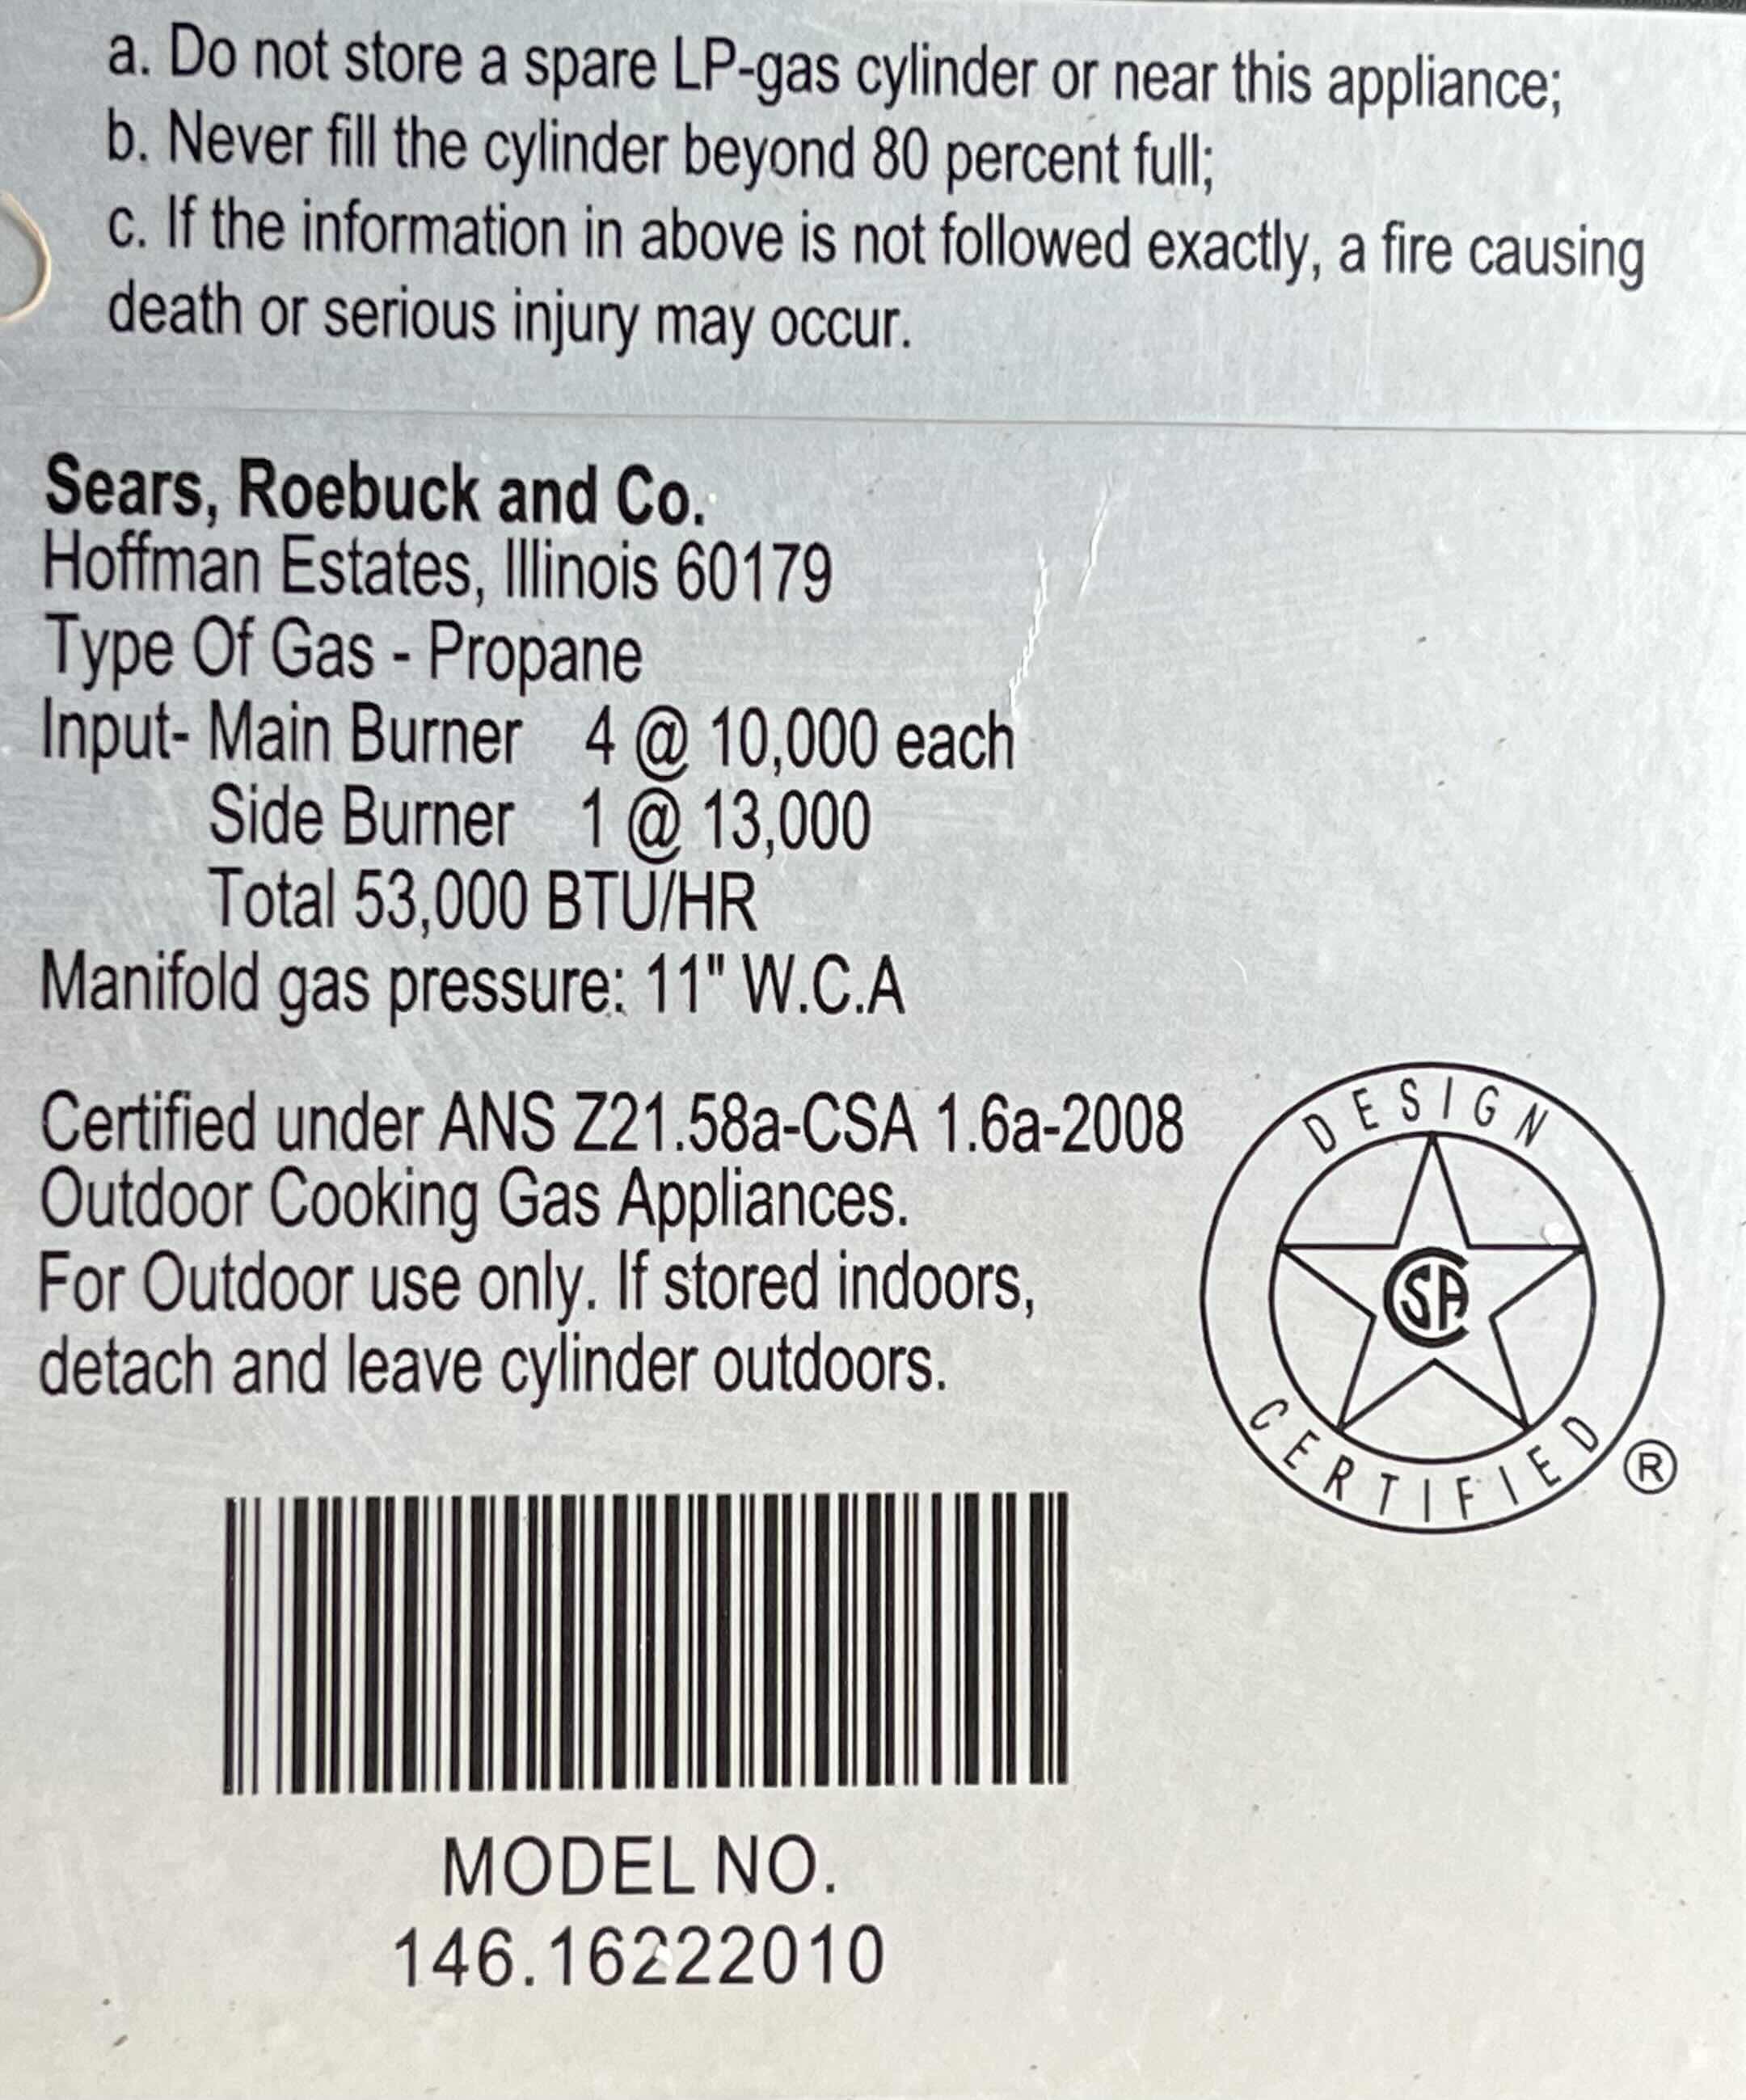 a. Do not store a spare LP-gas cylinder or near this appliance;
b. Never fill the cylinder beyond 80 percent full;
c. If the information in above is not followed exactly, a fire causing
death or serious injury may occur.
Sears, Roebuck and Co.
Hoffman Estates, Illinois 60179
Type Of Gas - Propane
Input- Main Burner 4 @ 10,000 each
Side Burner 1 @ 13,000
Total 53,000 BTU/HR
Manifold gas pressure: 11" W.C.A
Certified under ANS Z21.58a-CSA 1.6a-2008
Outdoor Cooking Gas Appliances.
For Outdoor use only. If stored indoors,
detach and leave cylinder outdoors.
DESIGN
CSA
CERTIFIED ®
MODEL NO.
146.16222010